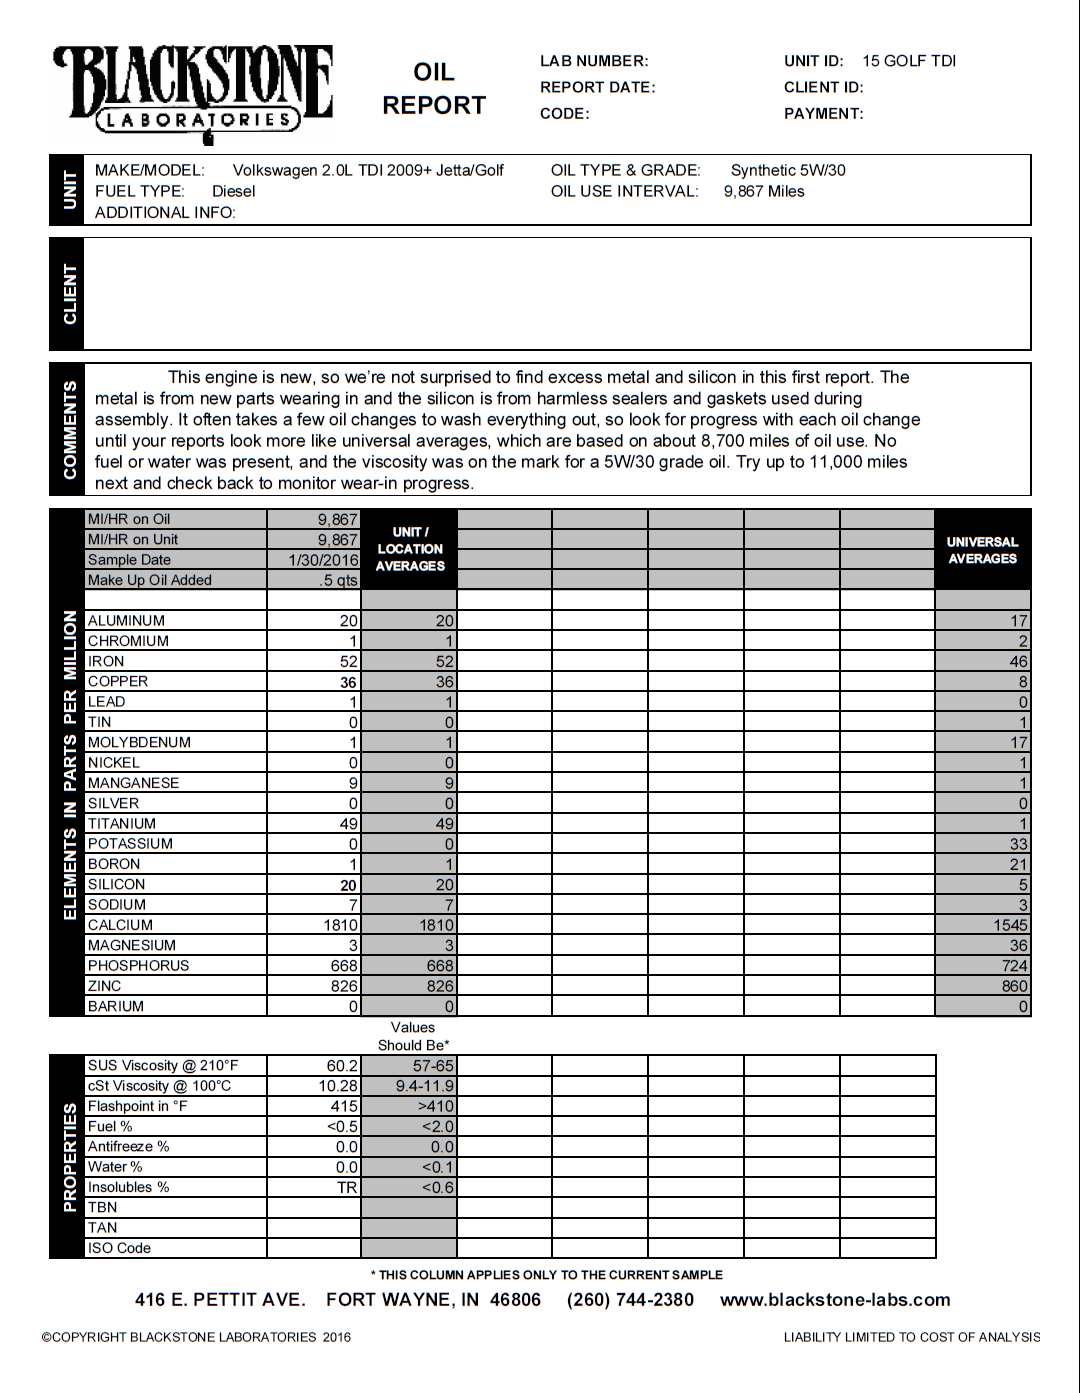 BLACKSTONE
LABORATORIES
OIL
REPORT
LAB NUMBER:
REPORT DATE:
CODE:
UNIT ID: 15 GOLF TDI
CLIENT ID:
PAYMENT:
UNIT
MAKE/MODEL: Volkswagen 2.0L TDI 2009+ Jetta/Golf
FUEL TYPE: Diesel
ADDITIONAL INFO:
OIL TYPE & GRADE: Synthetic 5W/30
OIL USE INTERVAL: 9,867 Miles
CLIENT
COMMENTS
This engine is new, so we're not surprised to find excess metal and silicon in this first report. The
metal is from new parts wearing in and the silicon is from harmless sealers and gaskets used during
assembly. It often takes a few oil changes to wash everything out, so look for progress with each oil change
until your reports look more like universal averages, which are based on about 8,700 miles of oil use. No
fuel or water was present, and the viscosity was on the mark for a 5W/30 grade oil. Try up to 11,000 miles
next and check back to monitor wear-in progress.
MI/HR on Oil 9,867
MI/HR on Unit 9,867
Sample Date 1/30/2016
Make Up Oil Added .5 qts
UNIT /
LOCATION
AVERAGES
UNIVERSAL
AVERAGES
ELEMENTS IN PARTS PER MILLION
ALUMINUM 20 20 17
CHROMIUM 1 1 2
IRON 52 52 46
COPPER 36 36 8
LEAD 1 1 0
TIN 0 0 1
MOLYBDENUM 1 1 17
NICKEL 0 0 1
MANGANESE 9 9 1
SILVER 0 0 0
TITANIUM 49 49 1
POTASSIUM 0 0 33
BORON 1 1 21
SILICON 20 20 5
SODIUM 7 7 3
CALCIUM 1810 1810 1545
MAGNESIUM 3 3 36
PHOSPHORUS 668 668 724
ZINC 826 826 860
BARIUM 0 0 0
Values
Should Be*
PROPERTIES
SUS Viscosity @ 210°F 60.2 57-65
cSt Viscosity @ 100°C 10.28 9.4-11.9
Flashpoint in °F 415 >410
Fuel % <0.5 <2.0
Antifreeze % 0.0 0.0
Water % 0.0 <0.1
Insolubles % TR <0.6
TBN
TAN
ISO Code
* THIS COLUMN APPLIES ONLY TO THE CURRENT SAMPLE
416 E. PETTIT AVE. FORT WAYNE, IN 46806 (260) 744-2380 www.blackstone-labs.com
©COPYRIGHT BLACKSTONE LABORATORIES 2016
LIABILITY LIMITED TO COST OF ANALYSIS